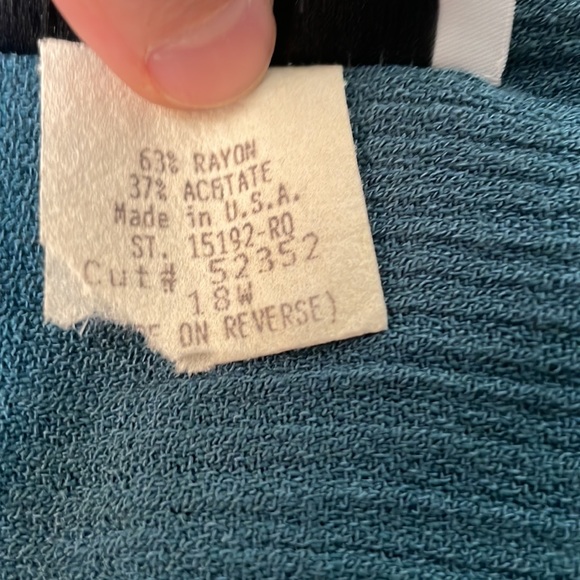 63% RAYON
37% ACETATE
Made in U.S.A.
ST. 15192-RO
Cut# 52352
18W
ON REVERSE)